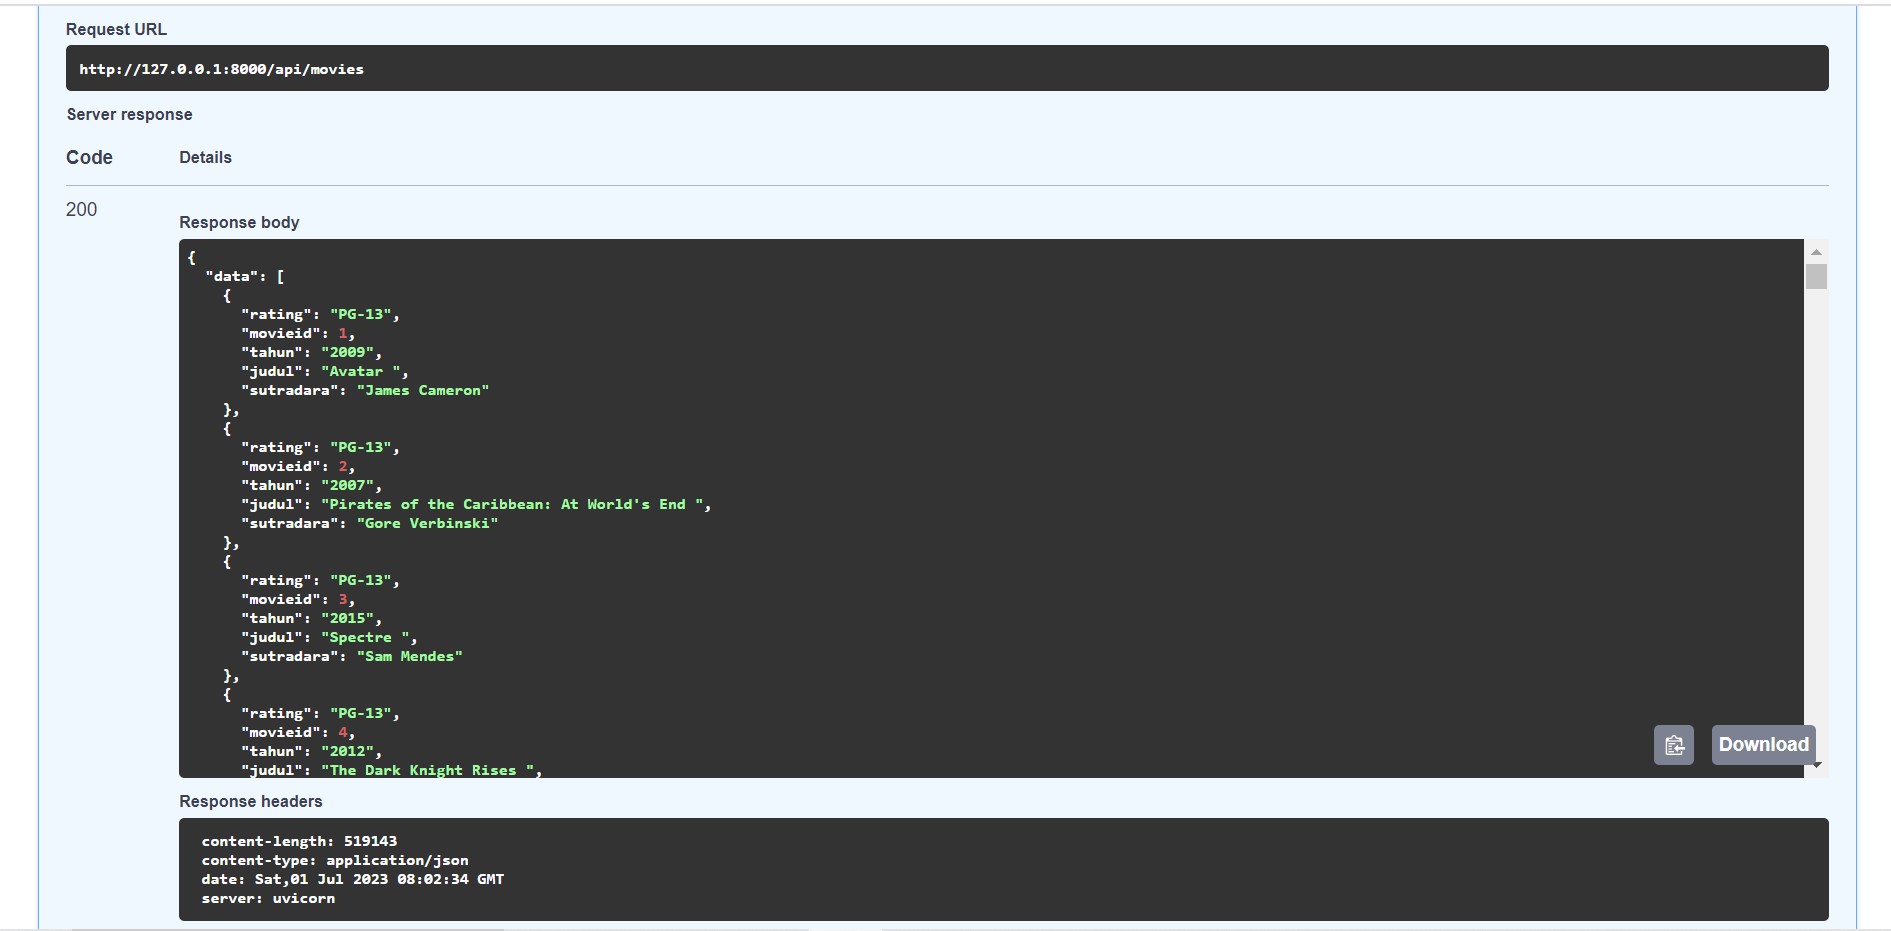 Request URL
http://127.0.0.1:8000/api/movies
Server response
Code Details
200
Response body
{
  "data": [
    {
      "rating": "PG-13",
      "movieid": 1,
      "tahun": "2009",
      "judul": "Avatar ",
      "sutradara": "James Cameron"
    },
    {
      "rating": "PG-13",
      "movieid": 2,
      "tahun": "2007",
      "judul": "Pirates of the Caribbean: At World's End ",
      "sutradara": "Gore Verbinski"
    },
    {
      "rating": "PG-13",
      "movieid": 3,
      "tahun": "2015",
      "judul": "Spectre ",
      "sutradara": "Sam Mendes"
    },
    {
      "rating": "PG-13",
      "movieid": 4,
      "tahun": "2012",
      "judul": "The Dark Knight Rises ",
Download
Response headers
content-length: 519143
content-type: application/json
date: Sat,01 Jul 2023 08:02:34 GMT
server: uvicorn